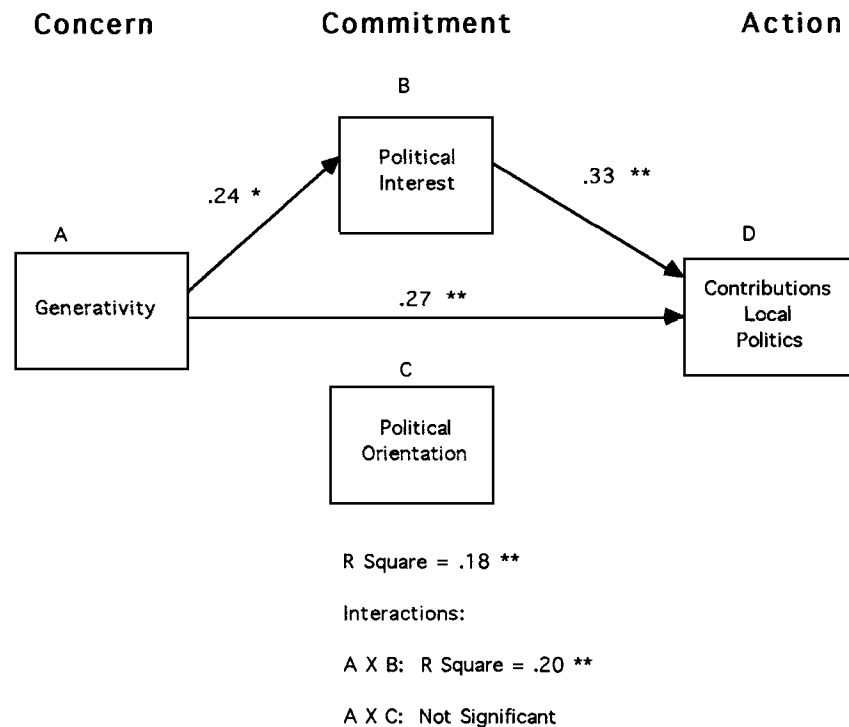 Concern Commitment Action
B
Political
Interest
.24 *
.33 **
A
D
Generativity
Contributions
Local
Politics
.27 **
C
Political
Orientation
R Square = .18 **
Interactions:
A X B: R Square = .20 **
A X C: Not Significant